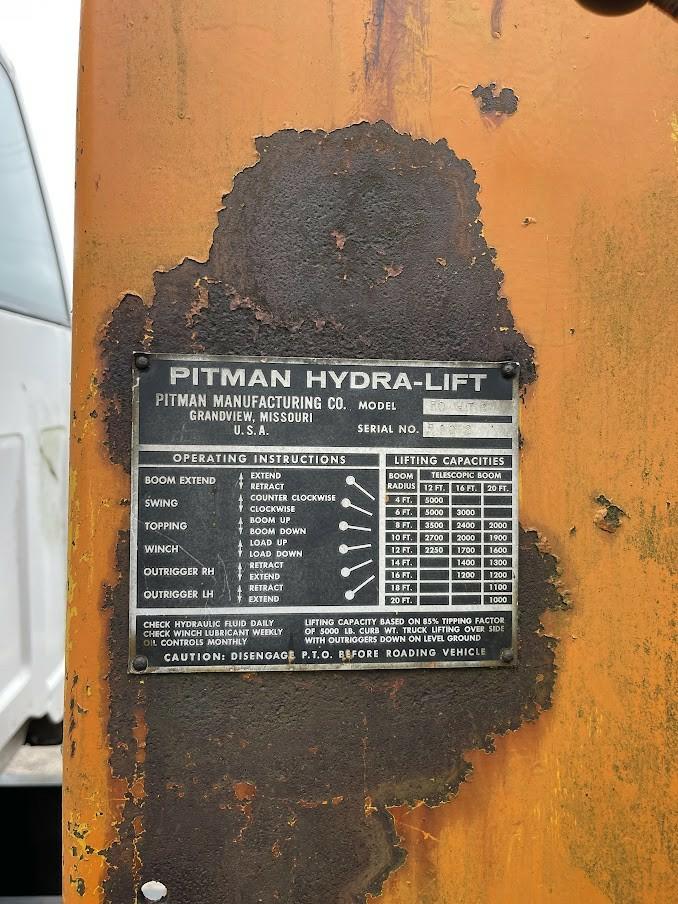 PITMAN HYDRA-LIFT
PITMAN MANUFACTURING CO. MODEL
GRANDVIEW, MISSOURI
U.S.A. SERIAL NO.
OPERATING INSTRUCTIONS
BOOM EXTEND EXTEND
RETRACT
SWING COUNTER CLOCKWISE
CLOCKWISE
TOPPING BOOM UP
BOOM DOWN
WINCH LOAD UP
LOAD DOWN
OUTRIGGER RH RETRACT
EXTEND
OUTRIGGER LH RETRACT
EXTEND
LIFTING CAPACITIES
BOOM RADIUS TELESCOPIC BOOM
12 FT. 16 FT. 20 FT.
4 FT. 5000
6 FT. 5000 3000
8 FT. 3500 2400 2000
10 FT. 2700 2000 1900
12 FT. 2250 1700 1600
14 FT. 1400 1300
16 FT. 1200 1200
18 FT. 1100
20 FT. 1000
CHECK HYDRAULIC FLUID DAILY
CHECK WINCH LUBRICANT WEEKLY
OIL CONTROLS MONTHLY
LIFTING CAPACITY BASED ON 85% TIPPING FACTOR
OF 5000 LB. CURB WT. TRUCK LIFTING OVER SIDE
WITH OUTRIGGERS DOWN ON LEVEL GROUND
CAUTION: DISENGAGE P.T.O. BEFORE ROADING VEHICLE